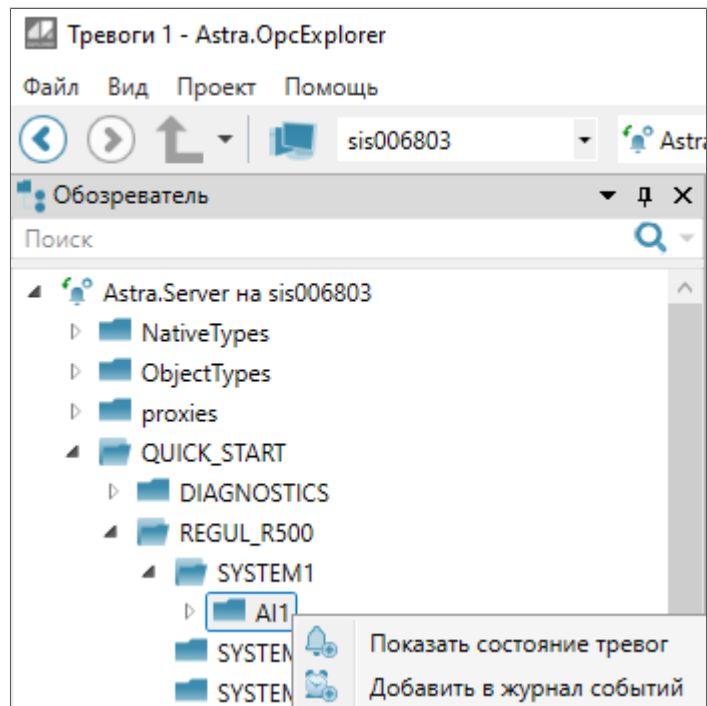 Тревоги 1 - Astra.OpcExplorer
Файл Вид Проект Помощь
sis006803 Astra
Обозреватель
Поиск
Astra.Server на sis006803
NativeTypes
ObjectTypes
proxies
QUICK_START
DIAGNOSTICS
REGUL_R500
SYSTEM1
AI1
Показать состояние тревог
SYSTEM
Добавить в журнал событий
SYSTEM